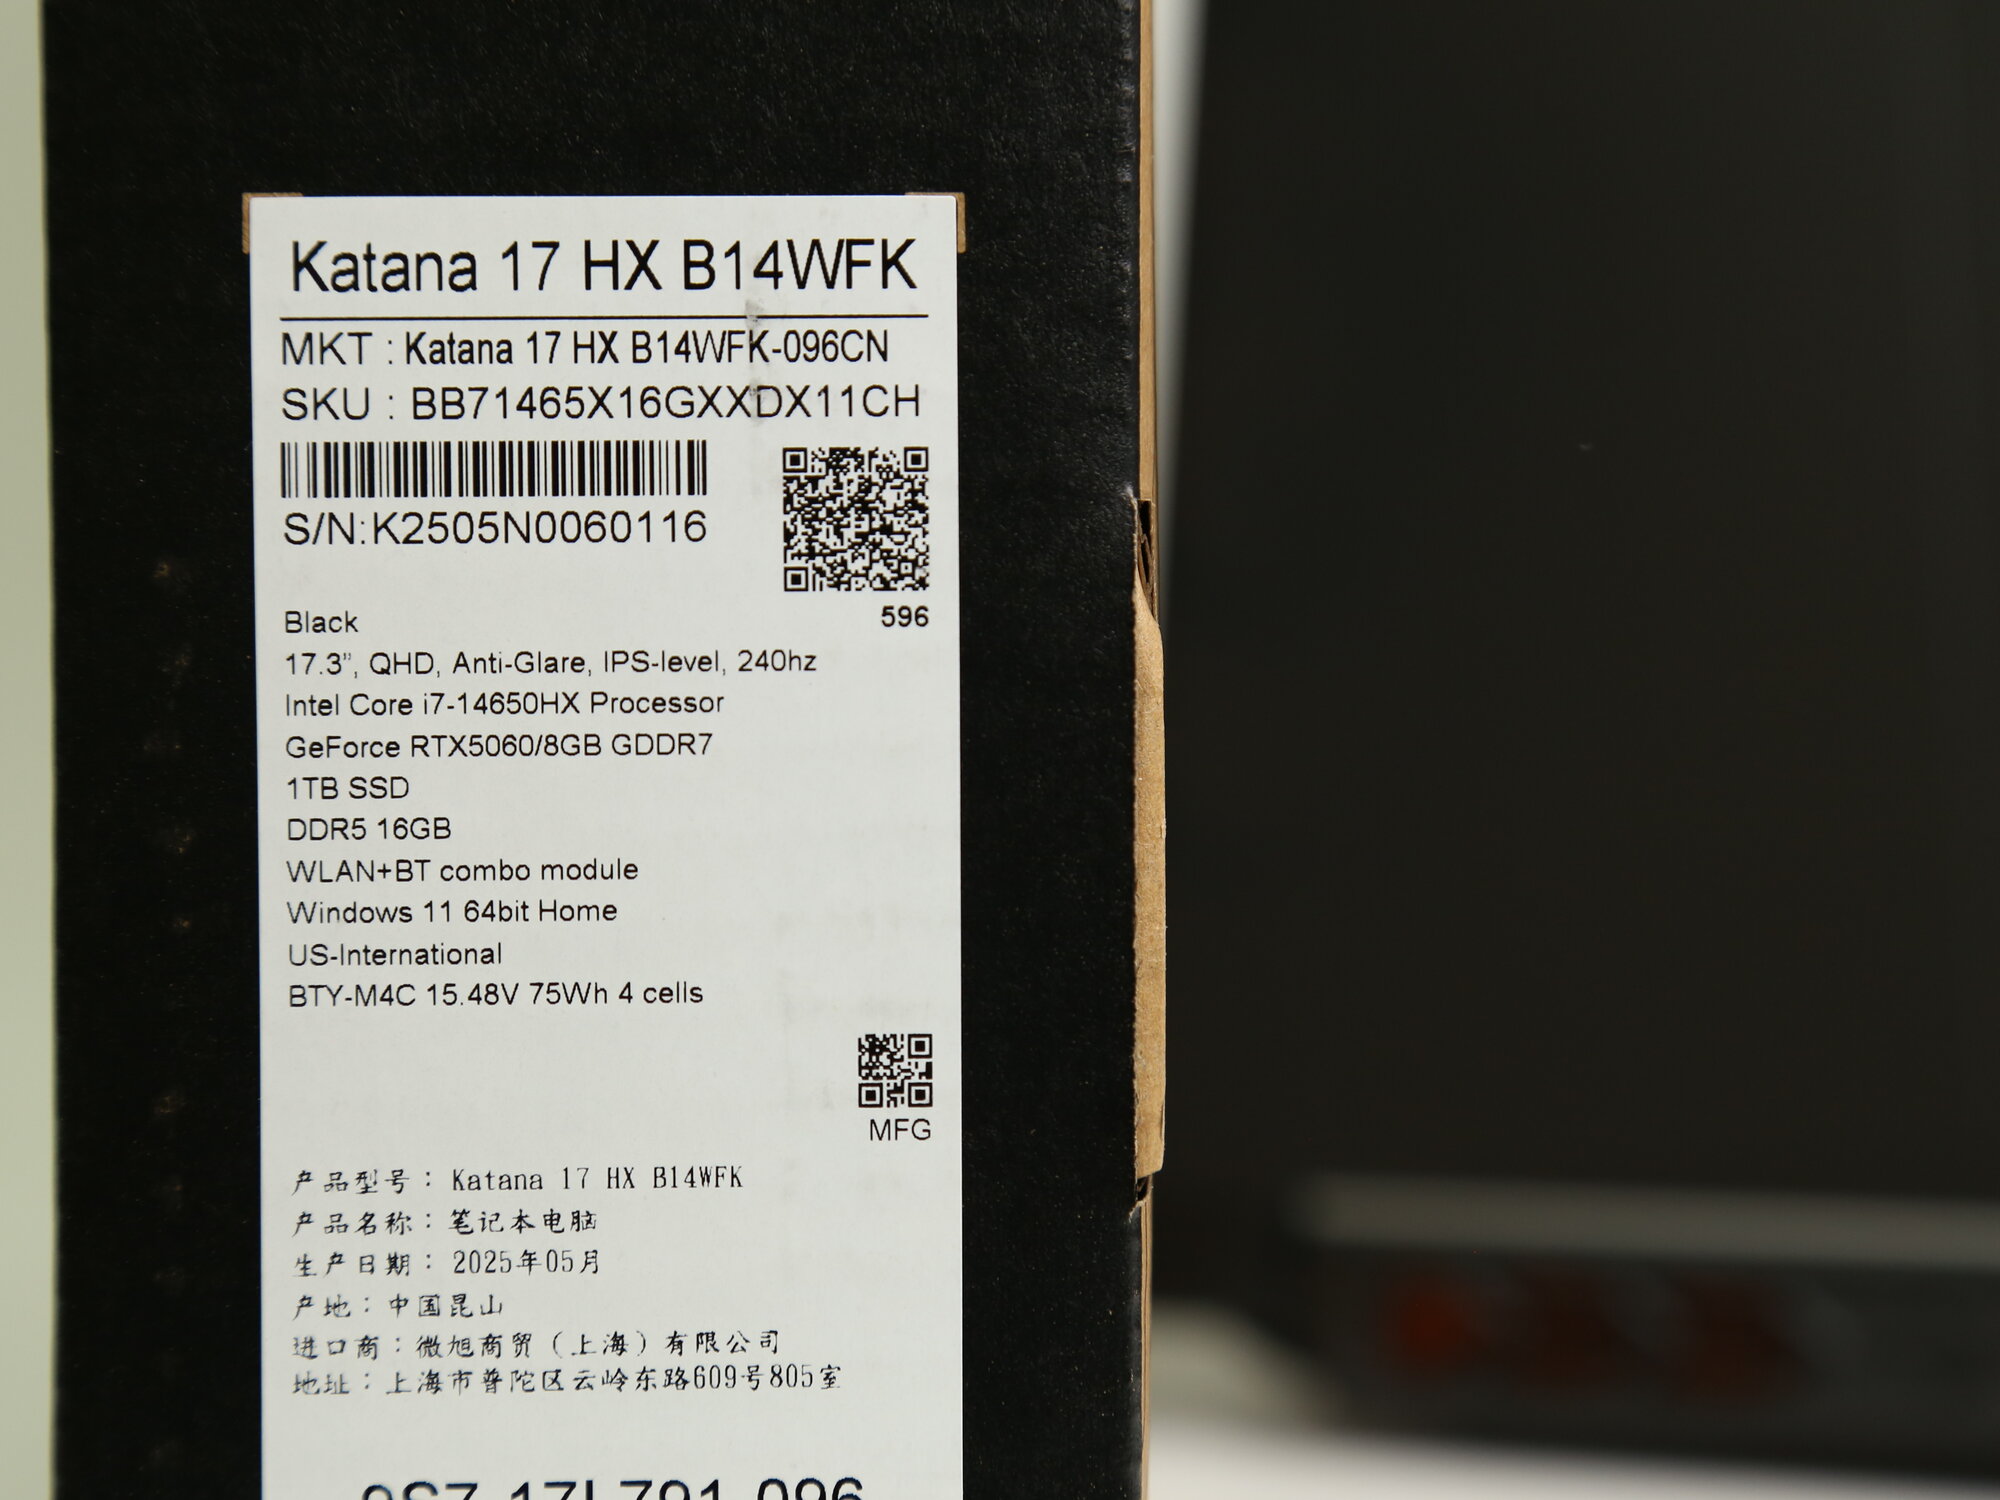 Katana 17 HX B14WFK
MKT : Katana 17 HX B14WFK-096CN
SKU : BB71465X16GXXDX11CH
S/N:K2505N0060116
596
Black
17.3", QHD, Anti-Glare, IPS-level, 240hz
Intel Core i7-14650HX Processor
GeForce RTX5060/8GB GDDR7
1TB SSD
DDR5 16GB
WLAN+BT combo module
Windows 11 64bit Home
US-International
BTY-M4C 15.48V 75Wh 4 cells
MFG
产品型号：Katana 17 HX B14WFK
产品名称：笔记本电脑
生产日期：2025年05月
产地：中国昆山
进口商：微旭商贸（上海）有限公司
地址：上海市普陀区云岭东路609号805室